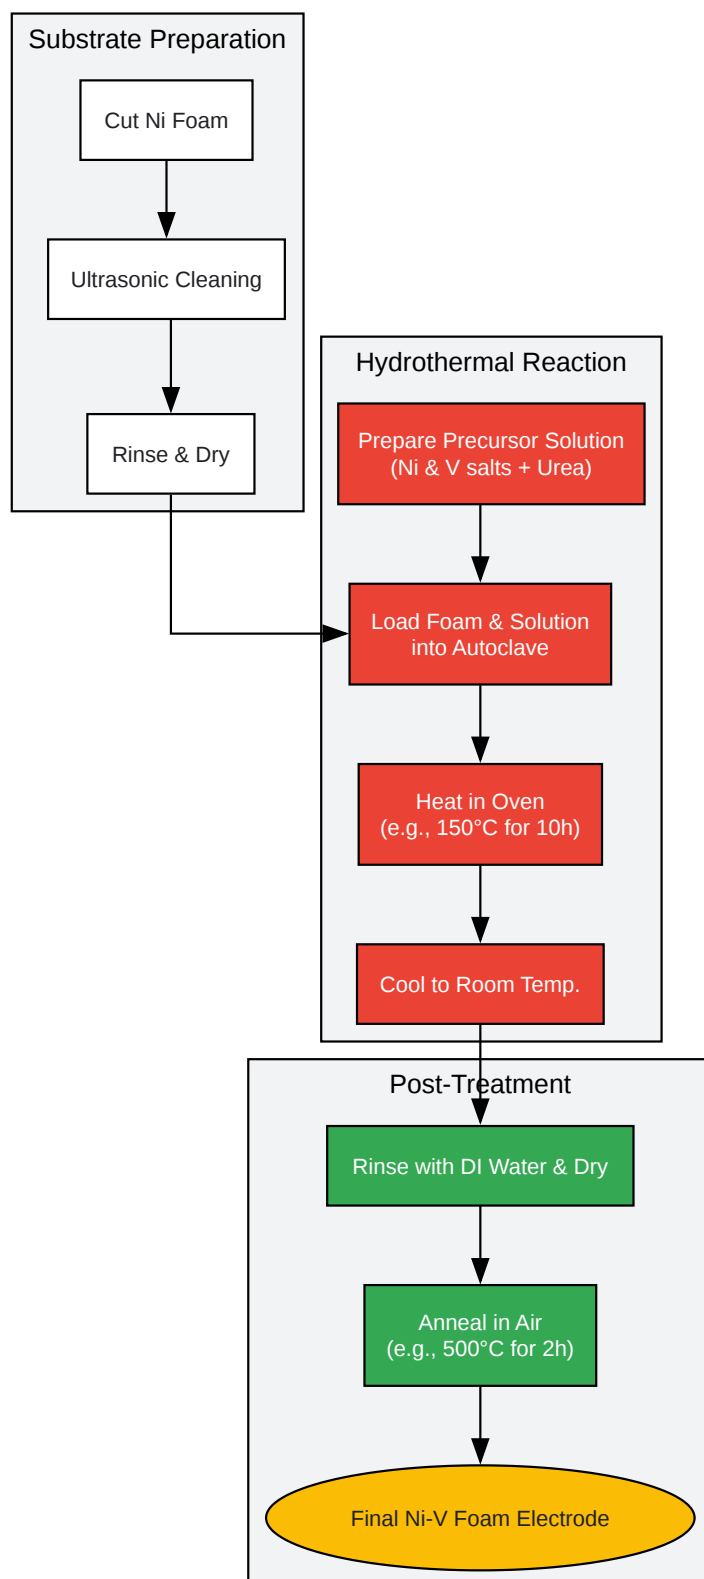 Substrate Preparation
Cut Ni Foam
Ultrasonic Cleaning
Rinse & Dry
Hydrothermal Reaction
Prepare Precursor Solution
(Ni & V salts + Urea)
Load Foam & Solution
into Autoclave
Heat in Oven
(e.g., 150°C for 10h)
Cool to Room Temp.
Post-Treatment
Rinse with DI Water & Dry
Anneal in Air
(e.g., 500°C for 2h)
Final Ni-V Foam Electrode